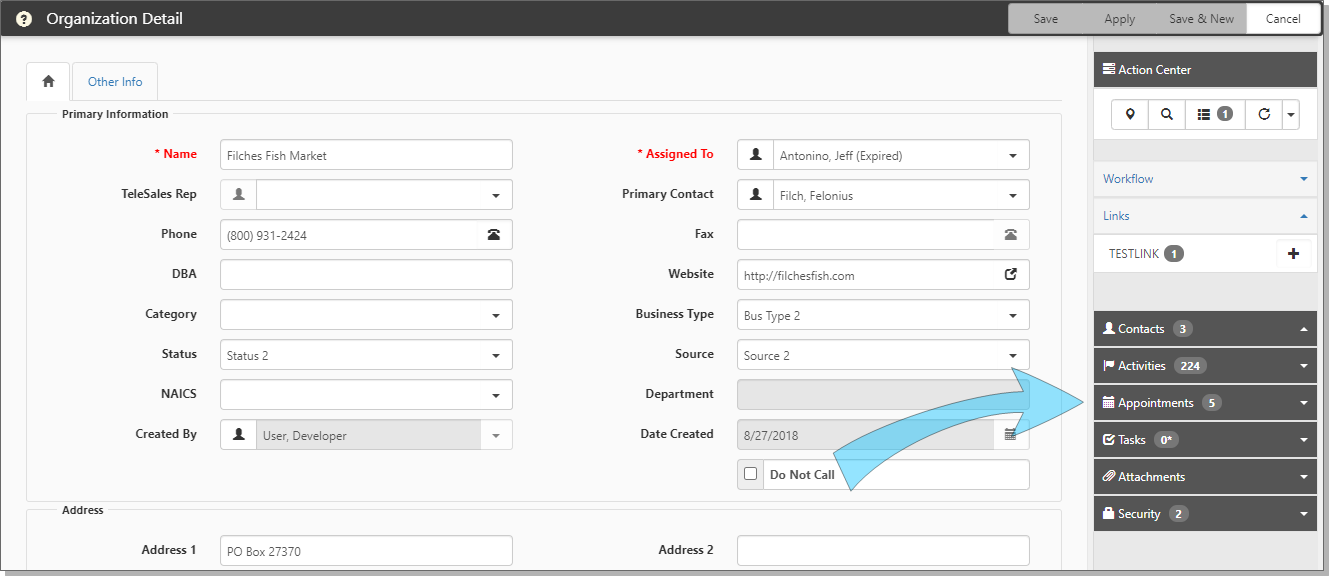 ? Organization Detail Save Apply Save & New Cancel
Action Center
Other Info
1
Primary Information
* Name Filches Fish Market * Assigned To Antonino, Jeff (Expired)
Workflow
TeleSales Rep Primary Contact Filch, Felonius
Links
Phone (800) 931-2424 Fax
TESTLINK 1
DBA Website http://filchesfish.com
Category Business Type Bus Type 2
Contacts 3
Status Status 2 Source Source 2
Activities 224
NAICS Department
Appointments 5
Created By User, Developer Date Created 8/27/2018
Tasks 0*
Do Not Call
Attachments
Address
Security 2
Address 1 PO Box 27370 Address 2